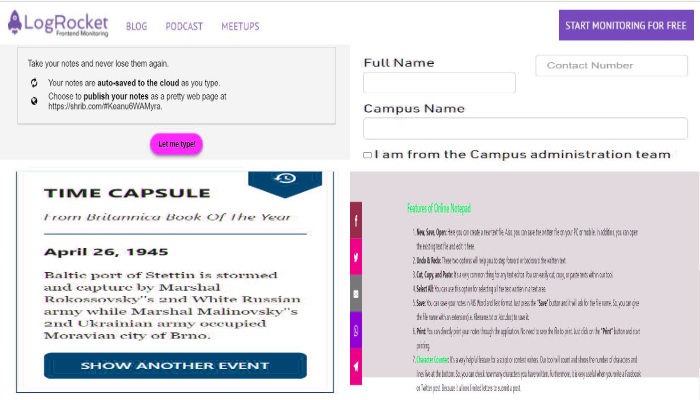 LogRocket
Frontend Monitoring
BLOG
PODCAST
MEETUPS
START MONITORING FOR FREE
Take your notes and never lose them again.
Your notes are auto-saved to the cloud as you type.
Choose to publish your notes as a pretty web page at
https://shrib.com/#Keanu6WAMyra.
Let me type!
Full Name
Contact Number
Campus Name
I am from the Campus administration team
TIME CAPSULE
From Britannica Book Of The Year
April 26, 1945
Baltic port of Stettin is stormed
and capture by Marshal
Rokossovsky"s 2nd White Russian
army while Marshal Malinovsky"s
2nd Ukrainian army occupied
Moravian city of Brno.
SHOW ANOTHER EVENT
Features of Online Notepad
1. New, Save, Open: Here you can create a new text file. Also, you can save the written file on your PC or mobile. In addition, you can open
the existing text file and edit there.
2. Undo & Redo: These two options will help you to step forward or backward the written text.
3. Cut, Copy, and Paste: It's a very common thing for any text editor. You can easily cut, copy, or paste texts within our tool.
4. Select All: You can use this option for selecting all the text written in a text area.
5. Save: You can save your notes in MS Word and Text format. Just press the "Save" button and it will ask for the file name. So, you can give
the file name with an extension(i.e. filename.txt or .doc/.docx) to save it.
6. Print: You can directly print your notes through the application. No need to save the file to print. Just click on the "Print" button and start
printing.
7. Character Counter: It's a very helpful feature for a script or content writers. Our tool will count and shows the number of characters and
lines live at the bottom. So, you can check how many characters you have written. Furthermore, it is very useful when you make a Facebook
or Twitter post. Because it allows limited letters to submit a post.